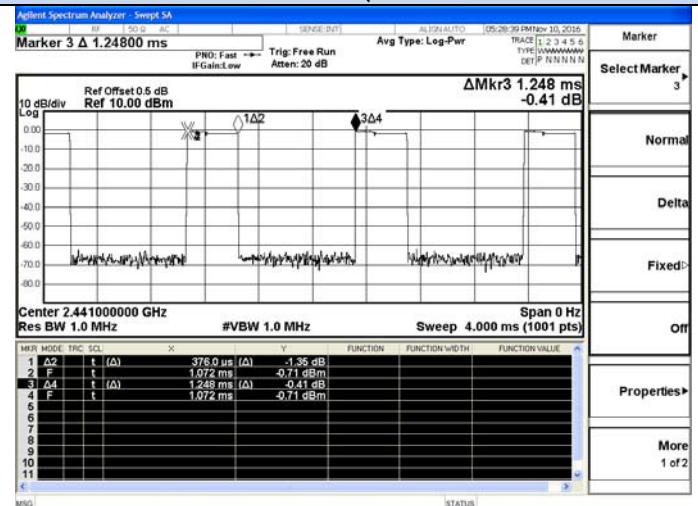 Agilent Spectrum Analyzer - Swept SA
RF 50 Ω AC SENSE:INT ALIGN AUTO 05:28:39 PM Nov 10, 2016
Marker 3 Δ 1.24800 ms
PNO: Fast
IFGain:Low
Trig: Free Run
Atten: 20 dB
Avg Type: Log-Pwr
TRACE 1 2 3 4 5 6
TYPE WWWWWW
DET P N N N N N
Ref Offset 0.5 dB
10 dB/div Ref 10.00 dBm
Log
ΔMkr3 1.248 ms
-0.41 dB
1Δ2
3Δ4
0.00
-10.0
-20.0
-30.0
-40.0
-50.0
-60.0
-70.0
-80.0
Center 2.441000000 GHz
Span 0 Hz
Res BW 1.0 MHz
#VBW 1.0 MHz
Sweep 4.000 ms (1001 pts)
MKR MODE TRC SCL X Y FUNCTION FUNCTION WIDTH FUNCTION VALUE
1 Δ2 t (Δ) 376.0 us (Δ) -1.35 dB
2 F t 1.072 ms -0.71 dBm
3 Δ4 t (Δ) 1.248 ms (Δ) -0.41 dB
4 F t 1.072 ms -0.71 dBm
5
6
7
8
9
10
11
MSG
STATUS
Marker
Select Marker
3
Normal
Delta
Fixed
Off
Properties
More
1 of 2